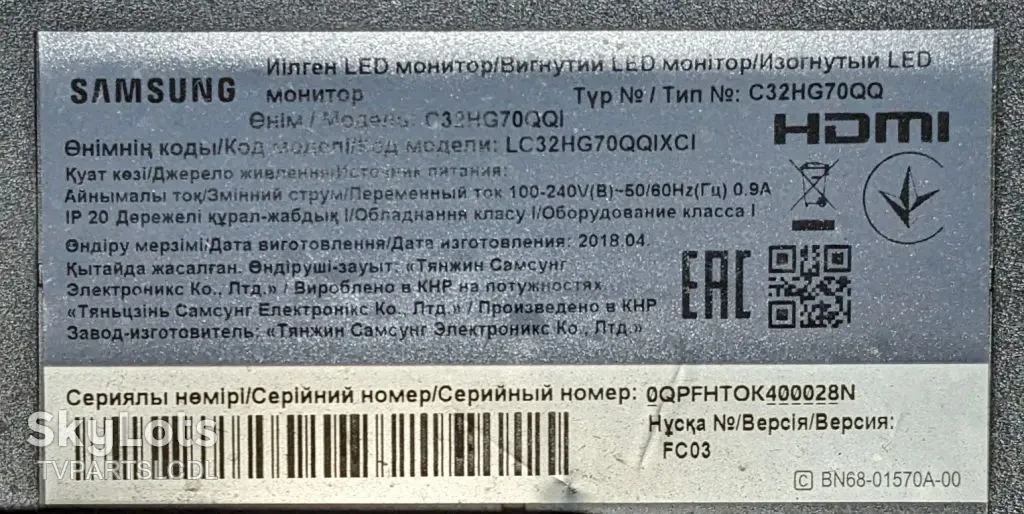 SAMSUNG
Иілген LED монитор/Вигнутий LED монітор/Изогнутый LED
монитор
Түр № / Тип №: C32HG70QQ
Өнім / Модель: C32HG70QQI
HDMI
Өнімнің коды/Код моделі/Код модели: LC32HG70QQIXCI
Қуат көзі/Джерело живлення/Источник питания:
Айнымалы ток/Змінний струм/Переменный ток 100-240V(В)~50/60Hz(Гц) 0.9A
IP 20 Дережелі құрал-жабдық I/Обладнання класу I/Оборудование класса I
Өндіру мерзімі/Дата виготовлення/Дата изготовления: 2018.04.
Қытайда жасалған. Өндіруші-зауыт: «Тянжин Самсунг
Электроникс Ко., Лтд.» / Вироблено в КНР на потужностях
«Тяньцзінь Самсунг Електронікс Ко., Лтд.» / Произведено в КНР
Завод-изготовитель: «Тянжин Самсунг Электроникс Ко., Лтд.»
EAC
Сериялы нөмірі/Серійний номер/Серийный номер: 0QPFHTOK400028N
Нұсқа №/Версія/Версия:
FC03
SkyLots
TVPARTSLCDL
C BN68-01570A-00